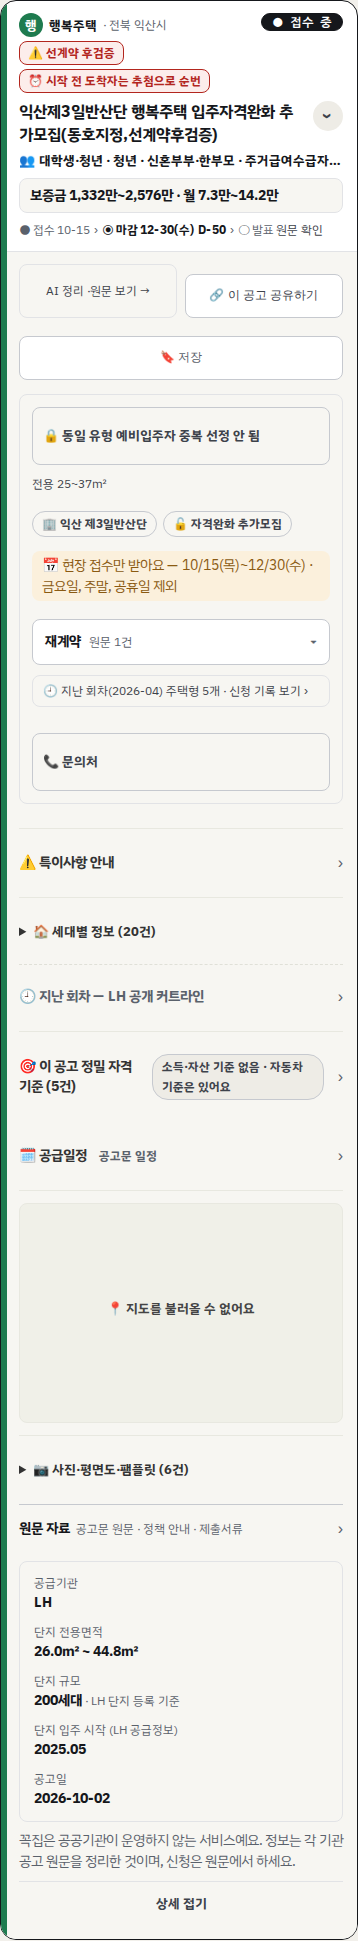 행 행복주택 · 전북 익산시 ● 접수 중
⚠️ 선계약 후검증
⏰ 시작 전 도착자는 추첨으로 순번
익산제3일반산단 행복주택 입주자격완화 추
가모집(동호지정,선계약후검증)
👥 대학생·청년 · 청년 · 신혼부부·한부모 · 주거급여수급자...
보증금 1,332만~2,576만 · 월 7.3만~14.2만
● 접수 10-15 › ◉ 마감 12-30(수) D-50 › ○ 발표 원문 확인
AI 정리 ·원문 보기 →
🔗 이 공고 공유하기
🔖 저장
🔒 동일 유형 예비입주자 중복 선정 안 됨
전용 25~37m²
🏢 익산 제3일반산단 🔓 자격완화 추가모집
📅 현장 접수만 받아요 — 10/15(목)~12/30(수) ·
금요일, 주말, 공휴일 제외
재계약 원문 1건
🕘 지난 회차(2026-04) 주택형 5개 · 신청 기록 보기 ›
📞 문의처
⚠️ 특이사항 안내 ›
▶ 🏠 세대별 정보 (20건)
🕘 지난 회차 — LH 공개 커트라인 ›
🎯 이 공고 정밀 자격
기준 (5건)
소득·자산 기준 없음 · 자동차
기준은 있어요 ›
🗓️ 공급일정 공고문 일정 ›
📍 지도를 불러올 수 없어요
▶ 📷 사진·평면도·팸플릿 (6건)
원문 자료 공고문 원문 · 정책 안내 · 제출서류 ›
공급기관
LH
단지 전용면적
26.0m² ~ 44.8m²
단지 규모
200세대 · LH 단지 등록 기준
단지 입주 시작 (LH 공급정보)
2025.05
공고일
2026-10-02
꼭집은 공공기관이 운영하지 않는 서비스예요. 정보는 각 기관
공고 원문을 정리한 것이며, 신청은 원문에서 하세요.
상세 접기